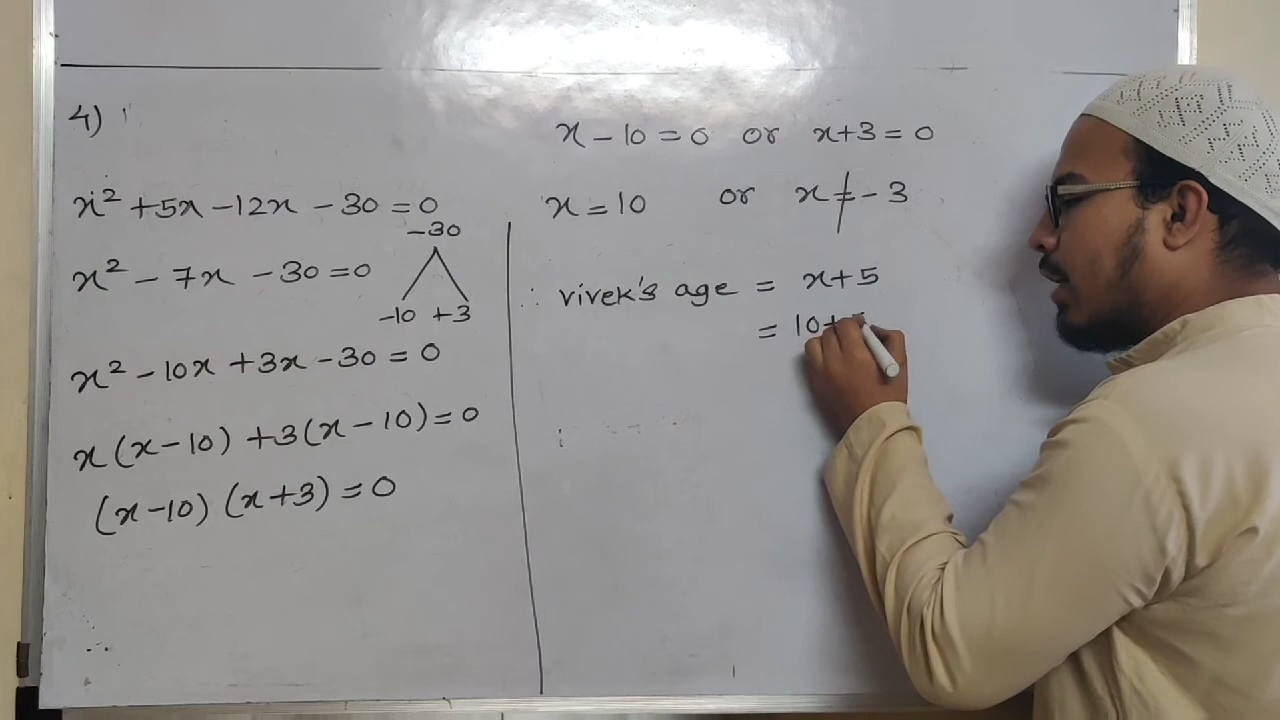 4)
x² + 5x - 12x - 30 = 0
x² - 7x - 30 = 0
-30
-10 +3
x² - 10x + 3x - 30 = 0
x(x-10) + 3(x-10) = 0
(x-10) (x+3) = 0
x - 10 = 0 or x+3 = 0
x = 10 or x ≠ - 3
∴ vivek's age = x+5
= 10+5